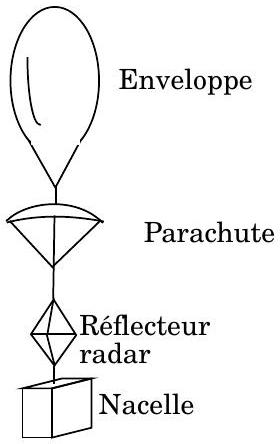 Enveloppe
Parachute
Réflecteur
radar
Nacelle